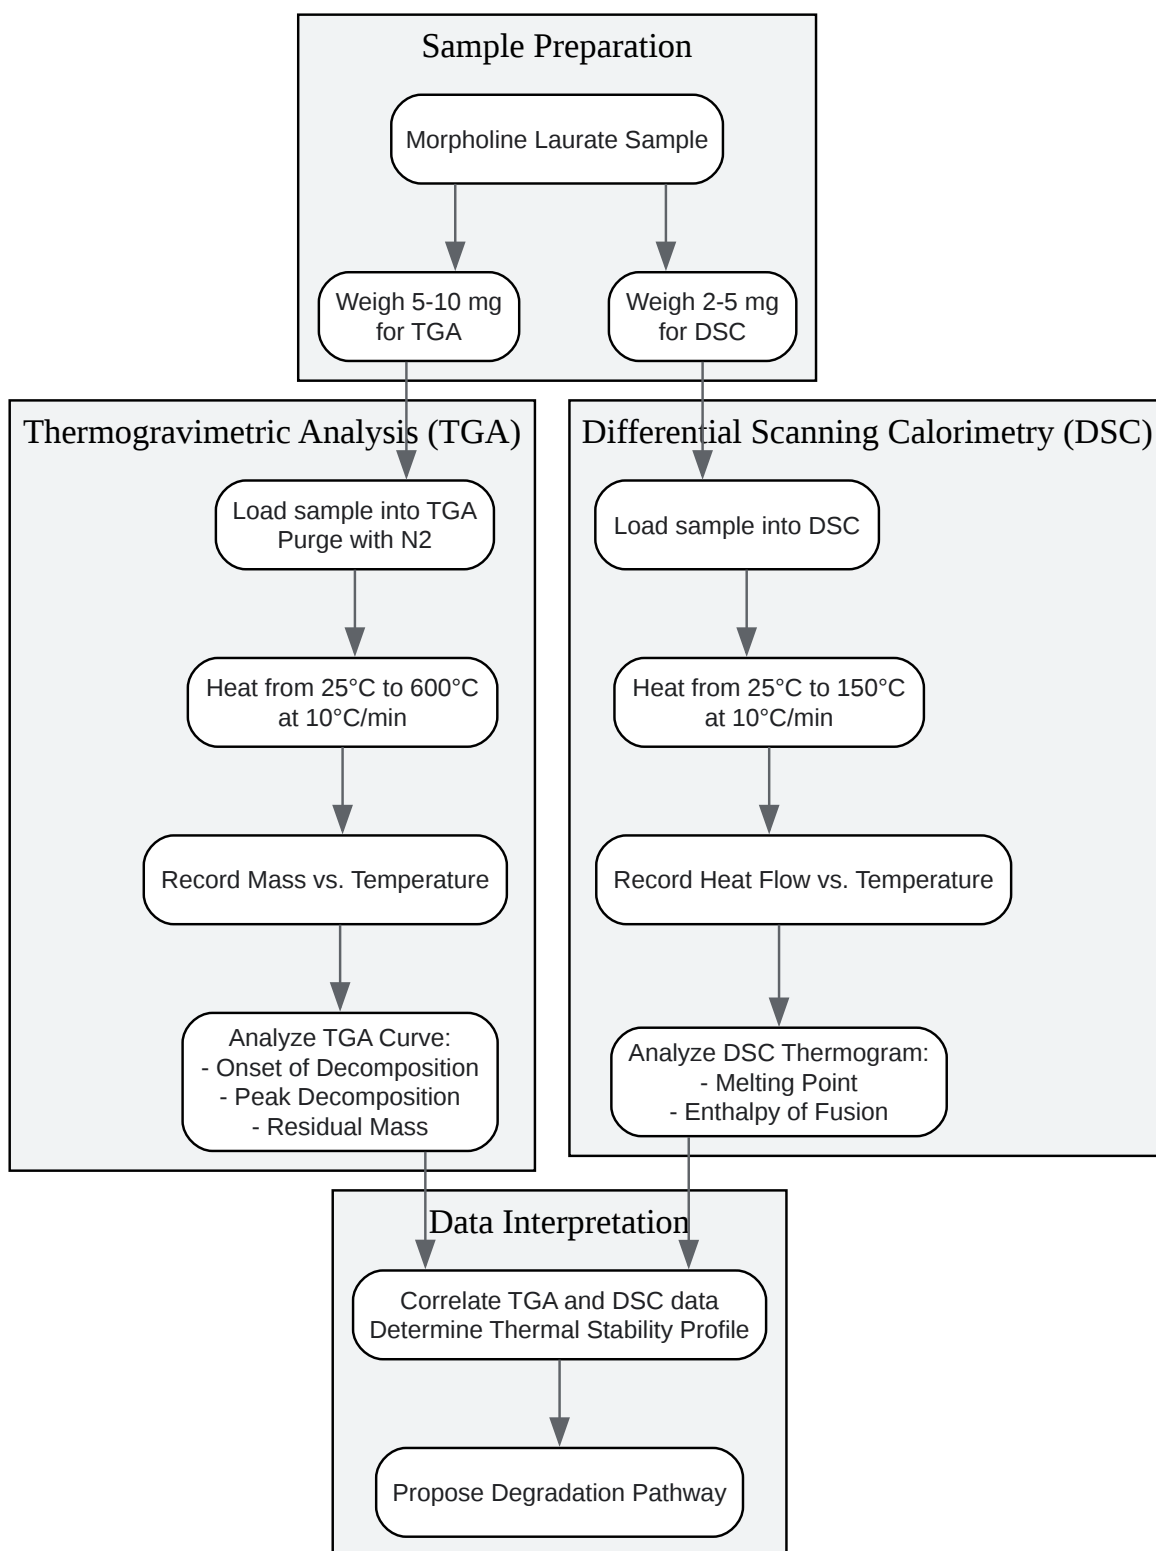 Sample Preparation
Morpholine Laurate Sample
Weigh 5-10 mg
for TGA
Weigh 2-5 mg
for DSC
Thermogravimetric Analysis (TGA)
Load sample into TGA
Purge with N2
Heat from 25°C to 600°C
at 10°C/min
Record Mass vs. Temperature
Analyze TGA Curve:
- Onset of Decomposition
- Peak Decomposition
- Residual Mass
Differential Scanning Calorimetry (DSC)
Load sample into DSC
Heat from 25°C to 150°C
at 10°C/min
Record Heat Flow vs. Temperature
Analyze DSC Thermogram:
- Melting Point
- Enthalpy of Fusion
Data Interpretation
Correlate TGA and DSC data
Determine Thermal Stability Profile
Propose Degradation Pathway